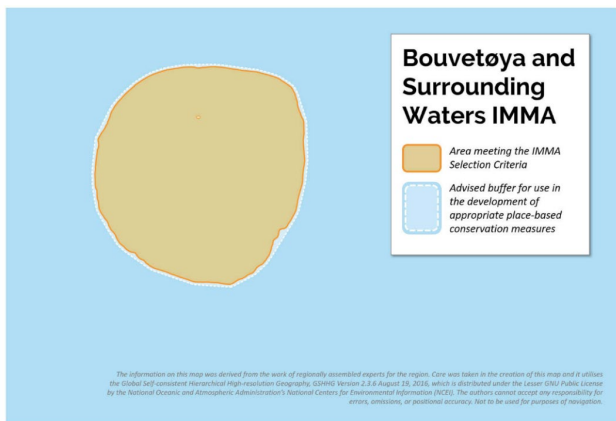 Bouvetøya and
Surrounding
Waters IMMA
Area meeting the IMMA
Selection Criteria
Advised buffer for use in
the development of
appropriate place-based
conservation measures
The information on this map was derived from the work of regionally assembled experts for the region. Care was taken in the creation of this map and it utilises
the Global Self-consistent Hierarchical High-resolution Geography, GSHHG Version 2.3.6 August 19, 2016, which is distributed under the Lesser GNU Public License
by the National Oceanic and Atmospheric Administration's National Centers for Environmental Information (NCEI). The authors cannot accept any responsibility for
errors, omissions, or positional accuracy. Not to be used for purposes of navigation.